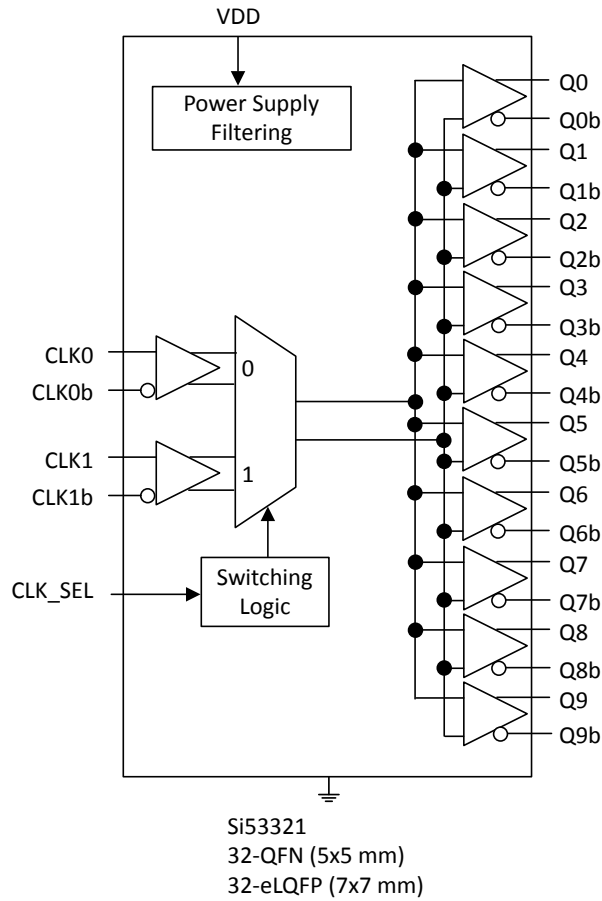 VDD
Power Supply
Filtering
CLK0
CLK0b
CLK1
CLK1b
0
1
CLK_SEL
Switching
Logic
Q0
Q0b
Q1
Q1b
Q2
Q2b
Q3
Q3b
Q4
Q4b
Q5
Q5b
Q6
Q6b
Q7
Q7b
Q8
Q8b
Q9
Q9b
Si53321
32-QFN (5x5 mm)
32-eLQFP (7x7 mm)